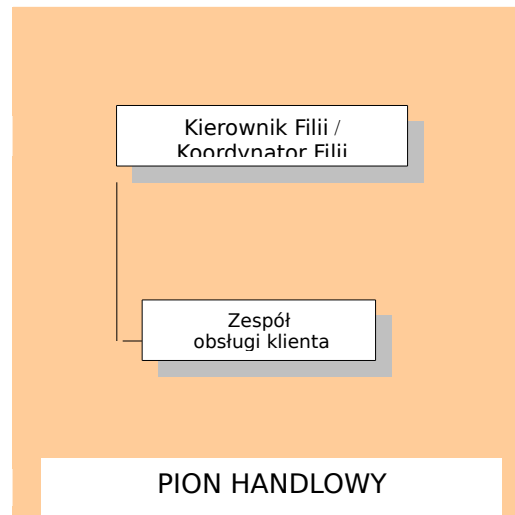 Kierownik Filii /
Koordynator Filii
Zespół
obsługi klienta
PION HANDLOWY